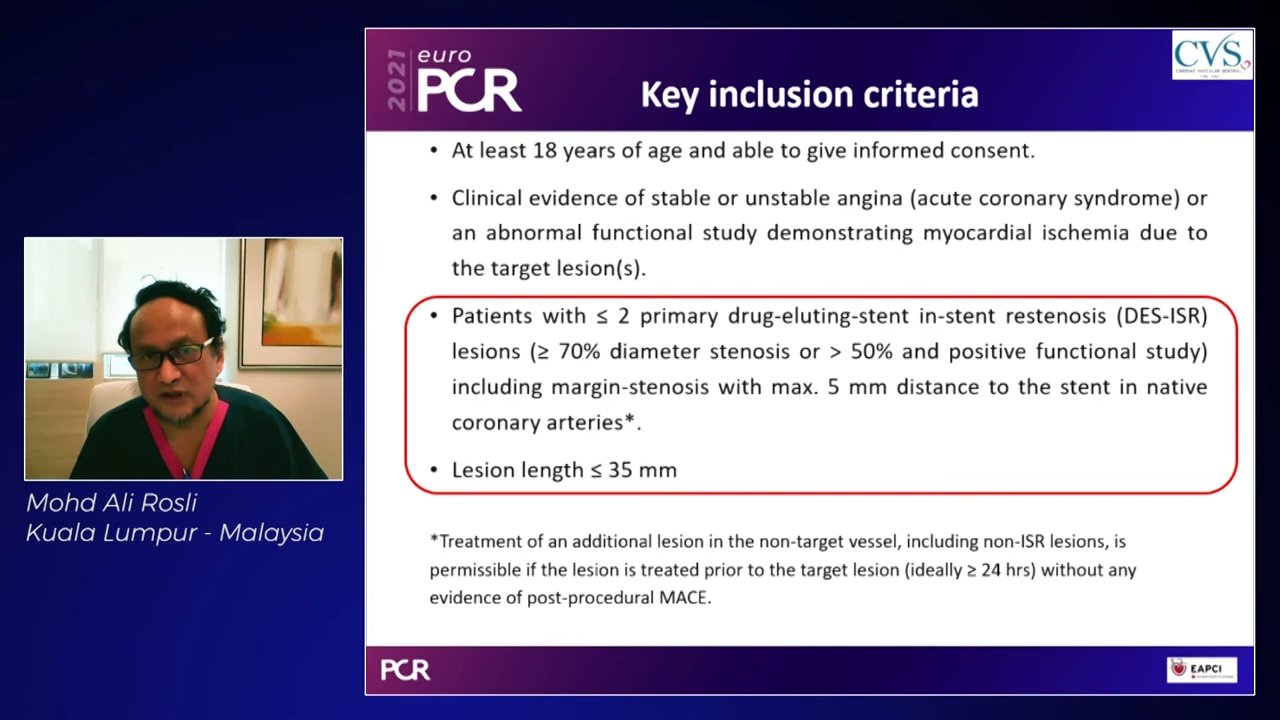 2021
euro
PCR
CVS
Key inclusion criteria
• At least 18 years of age and able to give informed consent.
• Clinical evidence of stable or unstable angina (acute coronary syndrome) or
an abnormal functional study demonstrating myocardial ischemia due to
the target lesion(s).
• Patients with ≤ 2 primary drug-eluting-stent in-stent restenosis (DES-ISR)
lesions (≥ 70% diameter stenosis or > 50% and positive functional study)
including margin-stenosis with max. 5 mm distance to the stent in native
coronary arteries*.
• Lesion length ≤ 35 mm
*Treatment of an additional lesion in the non-target vessel, including non-ISR lesions, is
permissible if the lesion is treated prior to the target lesion (ideally ≥ 24 hrs) without any
evidence of post-procedural MACE.
Mohd Ali Rosli
Kuala Lumpur - Malaysia
PCR
EAPCI